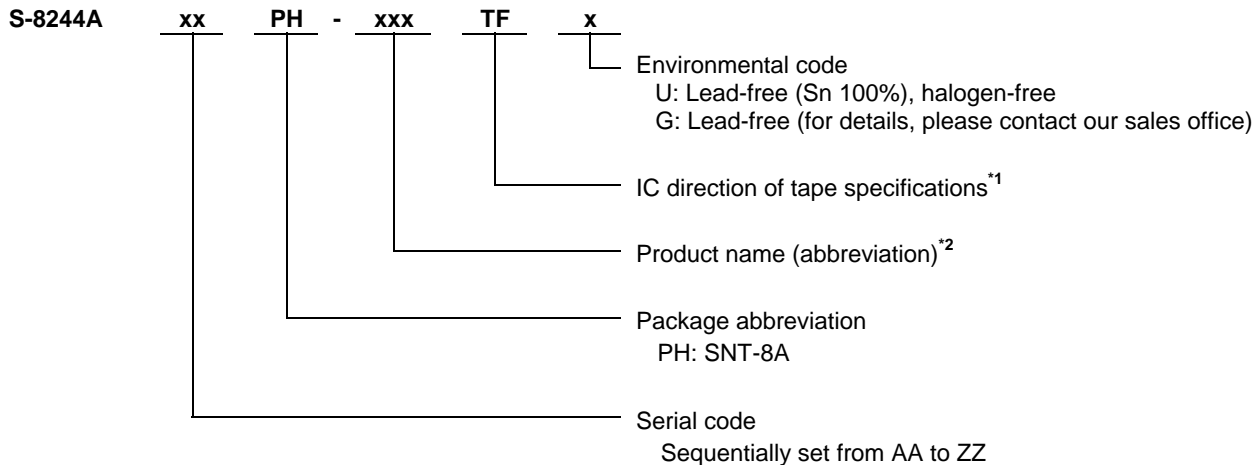 S-8244A xx PH - xxx TF x
Environmental code
U: Lead-free (Sn 100%), halogen-free
G: Lead-free (for details, please contact our sales office)
IC direction of tape specifications*1
Product name (abbreviation)*2
Package abbreviation
PH: SNT-8A
Serial code
Sequentially set from AA to ZZ